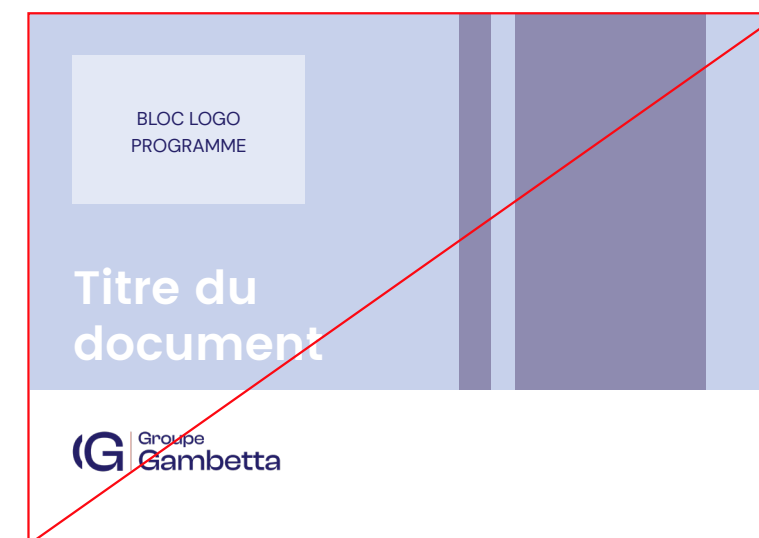 BLOC LOGO
PROGRAMME
Titre du
document
Groupe
Gambetta